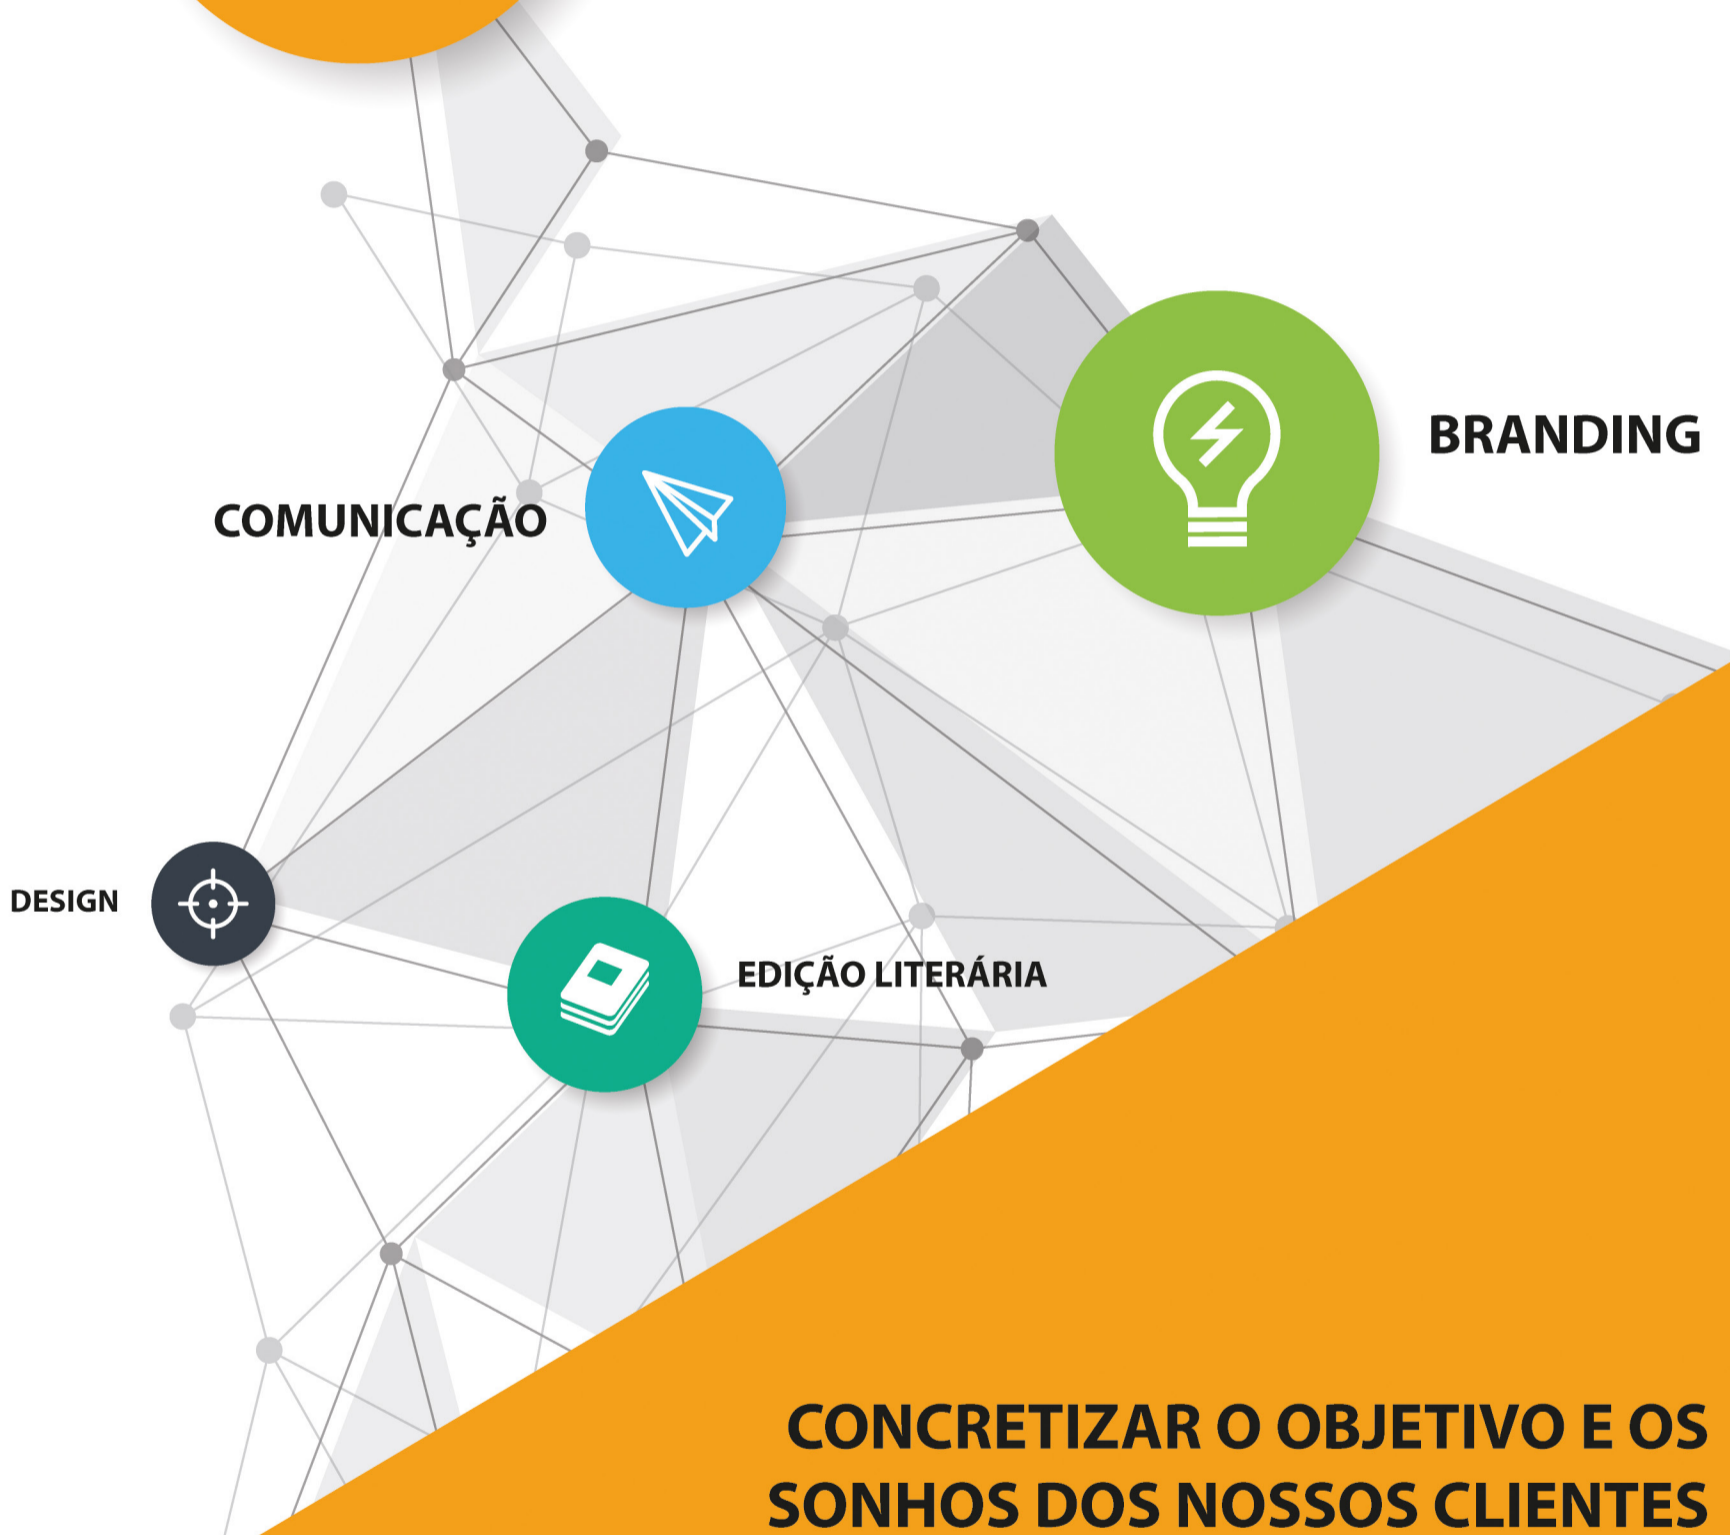 BRANDING
COMUNICAÇÃO
DESIGN
EDIÇÃO LITERÁRIA
CONCRETIZAR O OBJETIVO E OS
SONHOS DOS NOSSOS CLIENTES